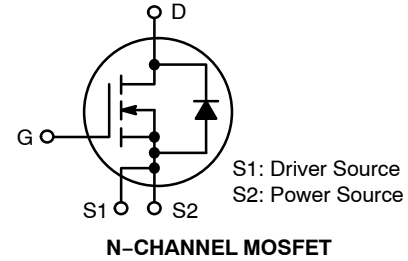 D
G
S1: Driver Source
S2: Power Source
S1 S2
N–CHANNEL MOSFET